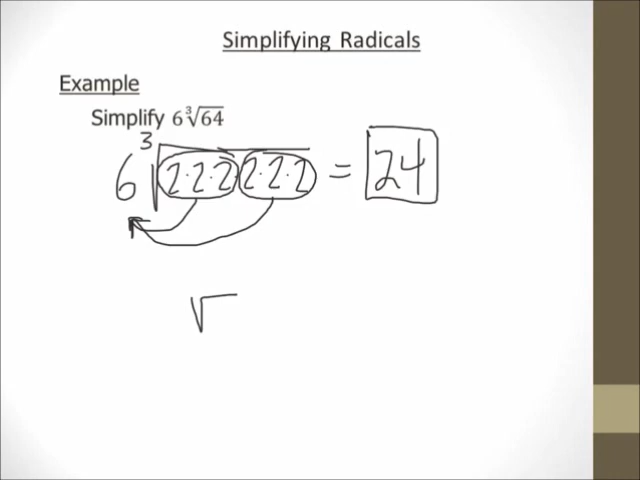 Simplifying Radicals
Example
Simplify 6∛64
6∛2·2·2 2·2·2 = 24
√